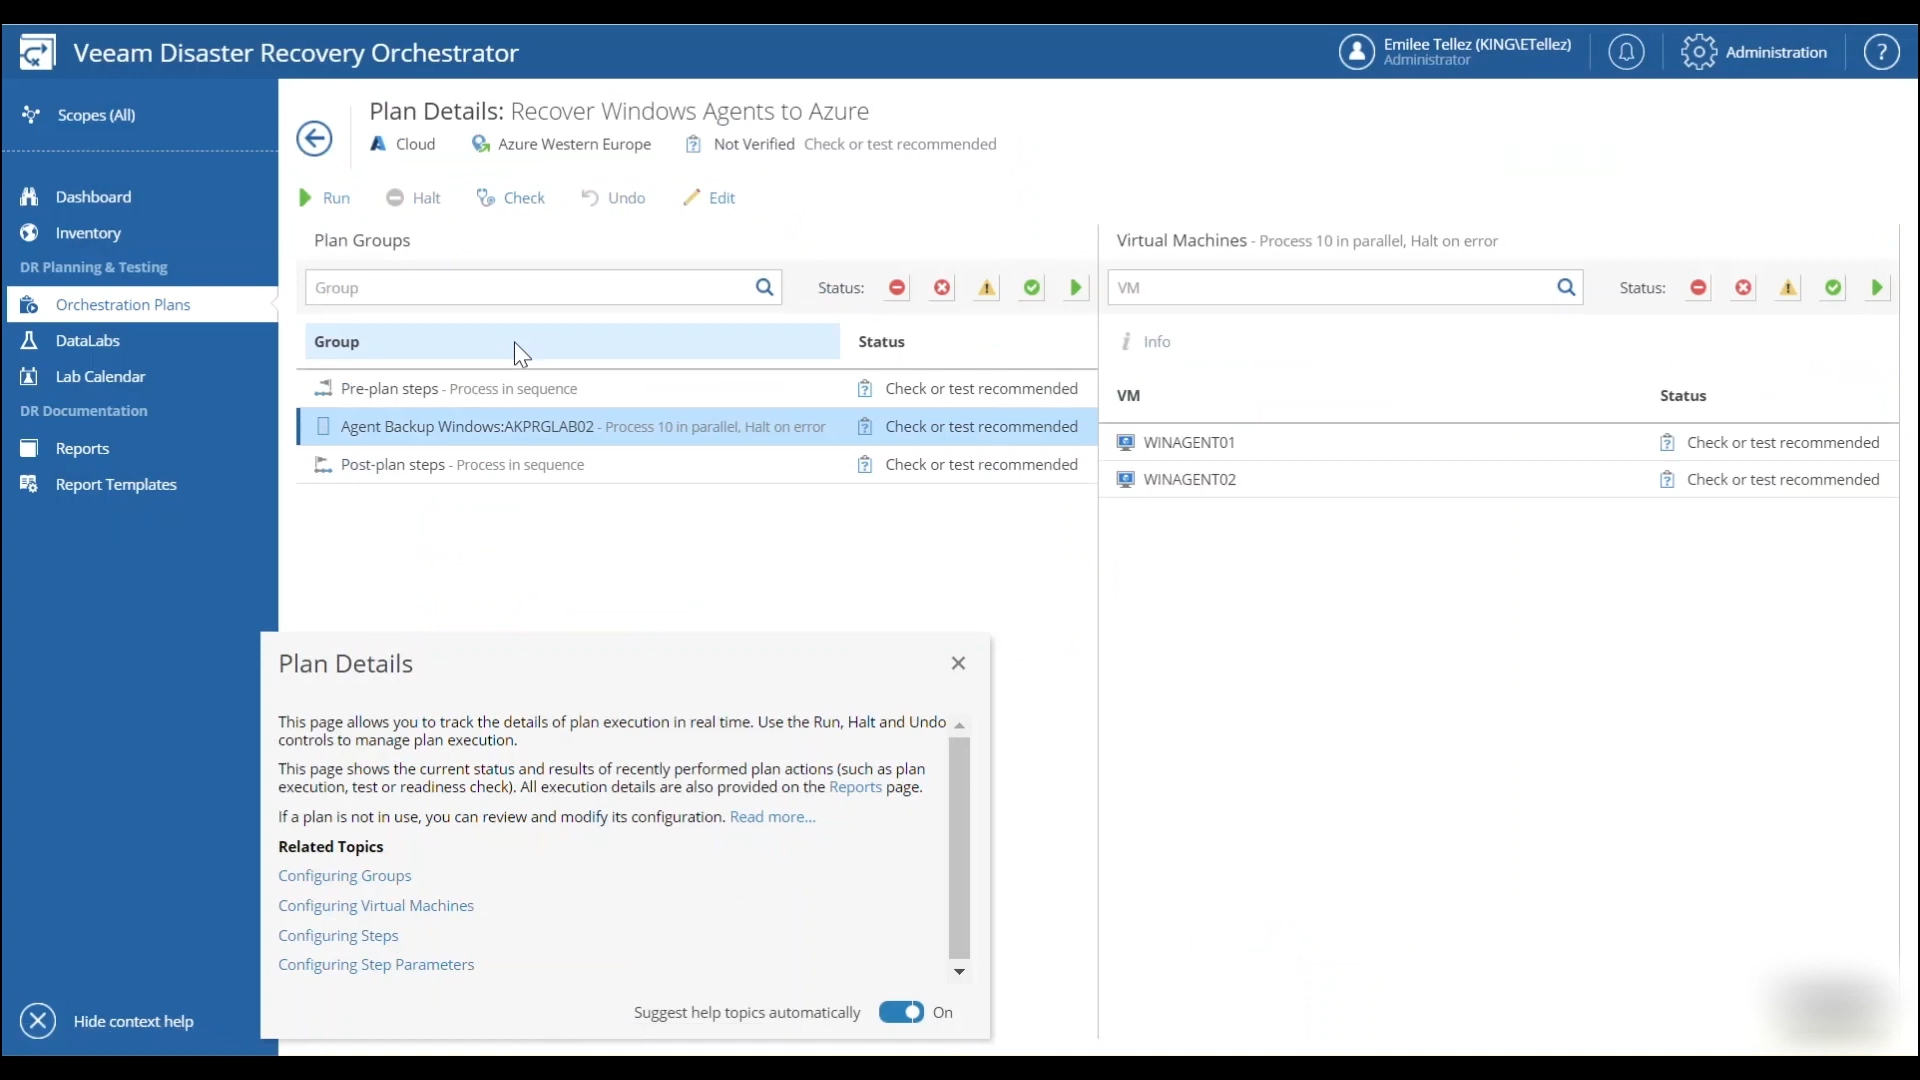 Veeam Disaster Recovery Orchestrator
Emilee Tellez (KING\ETellez)
Administrator
Administration
?
Scopes (All)
Dashboard
Inventory
DR Planning & Testing
Orchestration Plans
DataLabs
Lab Calendar
DR Documentation
Reports
Report Templates
Hide context help
Plan Details: Recover Windows Agents to Azure
Cloud
Azure Western Europe
Not Verified Check or test recommended
Run
Halt
Check
Undo
Edit
Plan Groups
Group
Status:
Group
Status
Pre-plan steps - Process in sequence
Check or test recommended
Agent Backup Windows:AKPRGLAB02 - Process 10 in parallel, Halt on error
Check or test recommended
Post-plan steps - Process in sequence
Check or test recommended
Virtual Machines - Process 10 in parallel, Halt on error
VM
Status:
Info
VM
Status
WINAGENT01
Check or test recommended
WINAGENT02
Check or test recommended
Plan Details
This page allows you to track the details of plan execution in real time. Use the Run, Halt and Undo
controls to manage plan execution.
This page shows the current status and results of recently performed plan actions (such as plan
execution, test or readiness check). All execution details are also provided on the Reports page.
If a plan is not in use, you can review and modify its configuration. Read more...
Related Topics
Configuring Groups
Configuring Virtual Machines
Configuring Steps
Configuring Step Parameters
Suggest help topics automatically
On